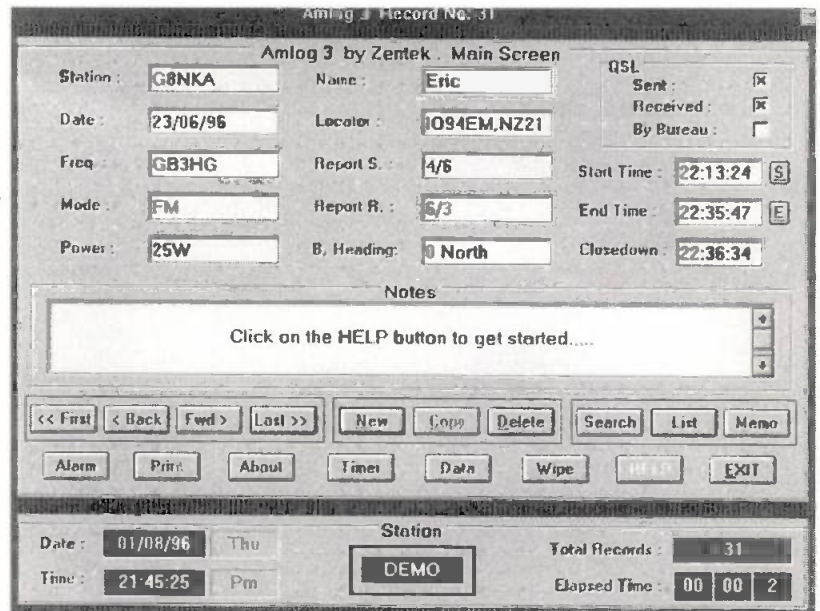 Amlog 3 Record No: 31
Amlog 3 by Zentek . Main Screen
Station : G8NKA Name : Eric
QSL
Sent :
Received :
By Bureau :
Date : 23/06/96 Locator : IO94EM,NZ21
Freq : GB3HG Report S. : 4/6 Start Time : 22:13:24 S
Mode : FM Report R. : 6/3 End Time : 22:35:47 E
Power : 25W B. Heading: 0 North Closedown : 22:36:34
Notes
Click on the HELP button to get started.....
<< First < Back Fwd > Last >> New Copy Delete Search List Memo
Alarm Print About Timer Data Wipe HELP EXIT
Station
Date : 01/08/96 Thu Total Records : 31
DEMO
Time : 21:45:25 Pm Elapsed Time : 00 00 2